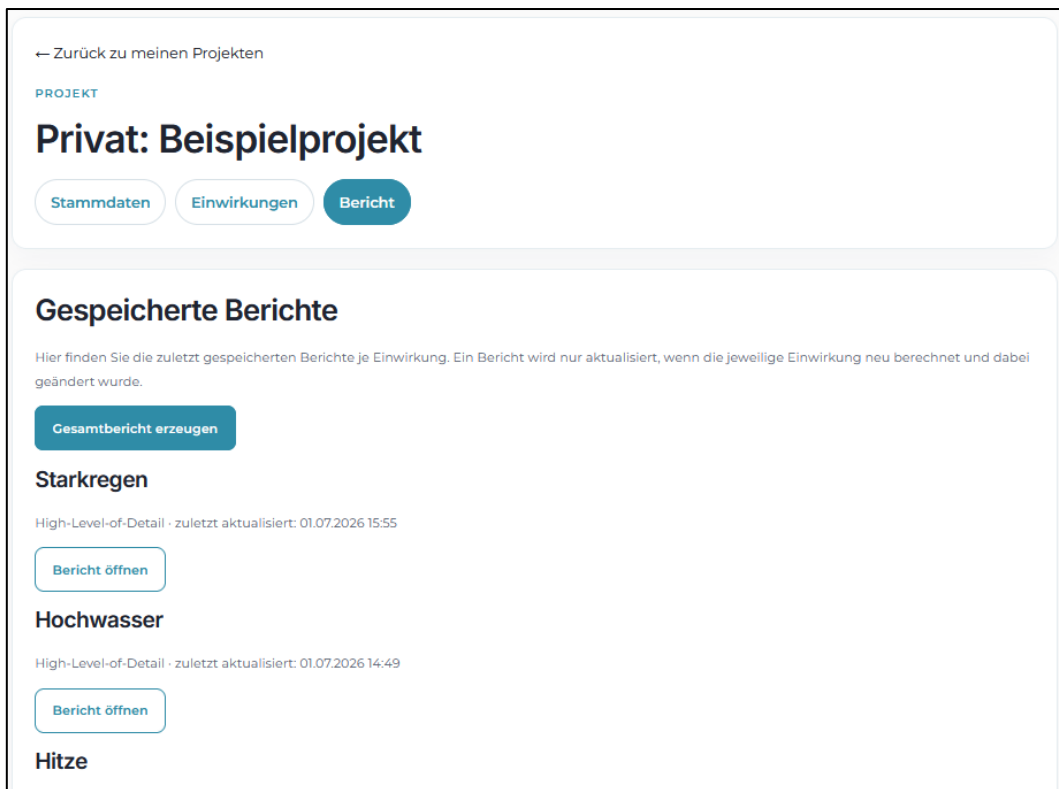 ← Zurück zu meinen Projekten
PROJEKT
Privat: Beispielprojekt
Stammdaten Einwirkungen Bericht
Gespeicherte Berichte
Hier finden Sie die zuletzt gespeicherten Berichte je Einwirkung. Ein Bericht wird nur aktualisiert, wenn die jeweilige Einwirkung neu berechnet und dabei
geändert wurde.
Gesamtbericht erzeugen
Starkregen
High-Level-of-Detail · zuletzt aktualisiert: 01.07.2026 15:55
Bericht öffnen
Hochwasser
High-Level-of-Detail · zuletzt aktualisiert: 01.07.2026 14:49
Bericht öffnen
Hitze